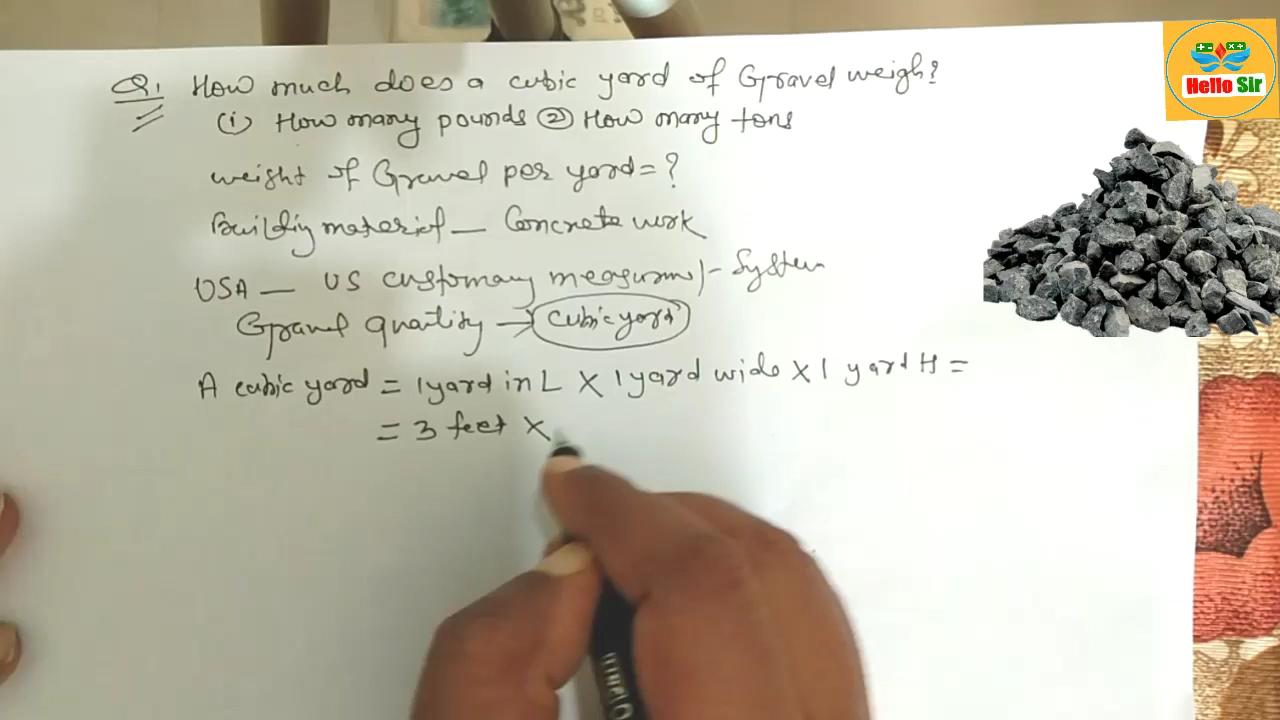 Q1. How much does a cubic yard of Gravel weigh?
(i) How many pounds (2) How many tons
weight of Gravel per yard = ?
Building material — Concrete work
USA — US customary measurement - System
Gravel quantity → cubic yard
A cubic yard = 1 yard in L X 1 yard wide X 1 yard H =
= 3 feet X
Hello Sir